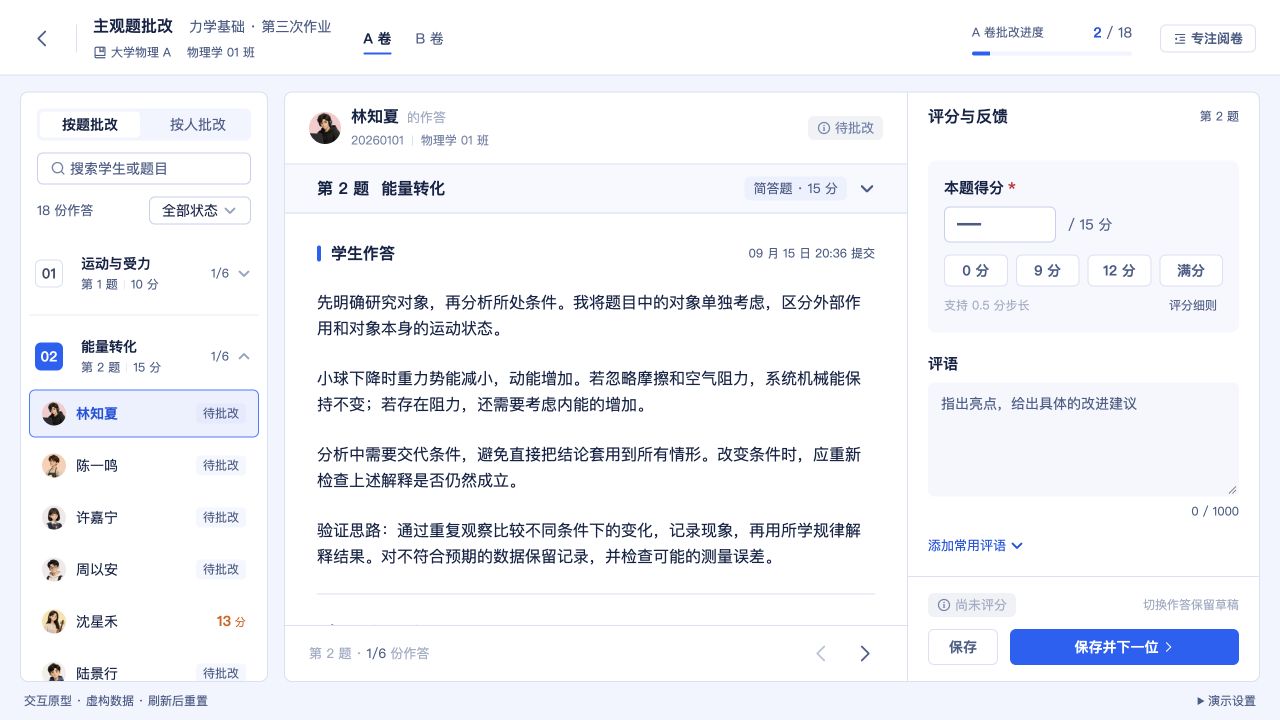 主观题批改 力学基础 · 第三次作业
大学物理 A 物理学 01 班
A 卷 B 卷
A 卷批改进度 2 / 18
专注阅卷
按题批改 按人批改
搜索学生或题目
18 份作答 全部状态
01 运动与受力 1/6
第 1 题 10 分
02 能量转化 1/6
第 2 题 15 分
林知夏 待批改
陈一鸣 待批改
许嘉宁 待批改
周以安 待批改
沈星禾 13 分
陆景行 待批改
林知夏 的作答
20260101 物理学 01 班
待批改
第 2 题 能量转化 简答题 · 15 分
学生作答 09 月 15 日 20:36 提交
先明确研究对象，再分析所处条件。我将题目中的对象单独考虑，区分外部作
用和对象本身的运动状态。
小球下降时重力势能减小，动能增加。若忽略摩擦和空气阻力，系统机械能保
持不变；若存在阻力，还需要考虑内能的增加。
分析中需要交代条件，避免直接把结论套用到所有情形。改变条件时，应重新
检查上述解释是否仍然成立。
验证思路：通过重复观察比较不同条件下的变化，记录现象，再用所学规律解
释结果。对不符合预期的数据保留记录，并检查可能的测量误差。
第 2 题 · 1/6 份作答
评分与反馈 第 2 题
本题得分 *
— / 15 分
0 分 9 分 12 分 满分
支持 0.5 分步长 评分细则
评语
指出亮点，给出具体的改进建议
0 / 1000
添加常用评语
尚未评分 切换作答保留草稿
保存 保存并下一位
交互原型 · 虚构数据 · 刷新后重置
演示设置